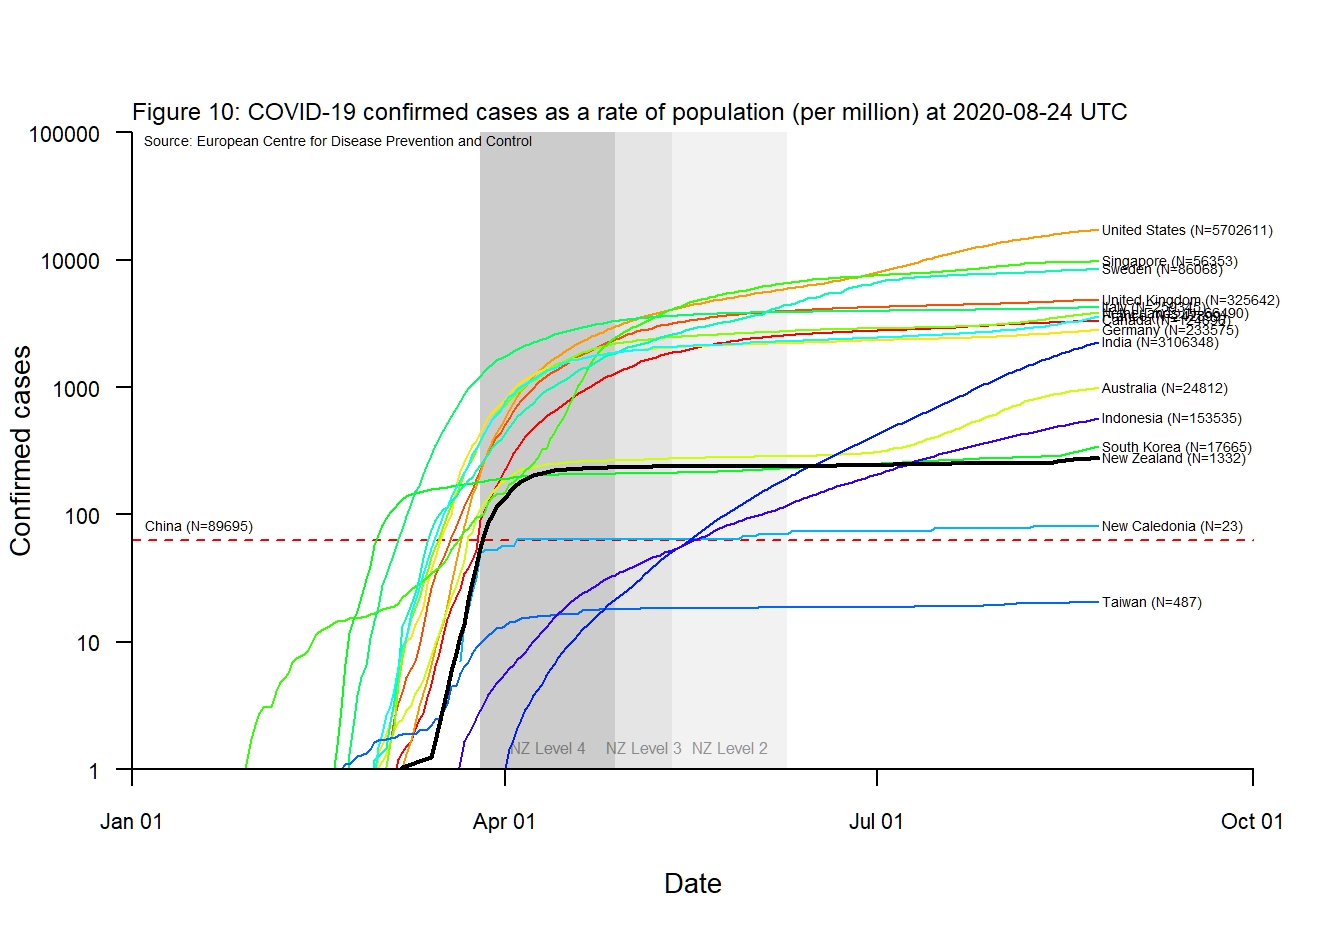 Figure 10: COVID-19 confirmed cases as a rate of population (per million) at 2020-08-24 UTC
Source: European Centre for Disease Prevention and Control
100000
10000
1000
100
10
1
Confirmed cases
United States (N=5702611)
Singapore (N=56353)
Sweden (N=86068)
United Kingdom (N=325642)
Germany (N=233575)
India (N=3106348)
Australia (N=24812)
Indonesia (N=153535)
South Korea (N=17665)
New Zealand (N=1332)
China (N=89695)
New Caledonia (N=23)
Taiwan (N=487)
NZ Level 4
NZ Level 3
NZ Level 2
Jan 01
Apr 01
Jul 01
Oct 01
Date